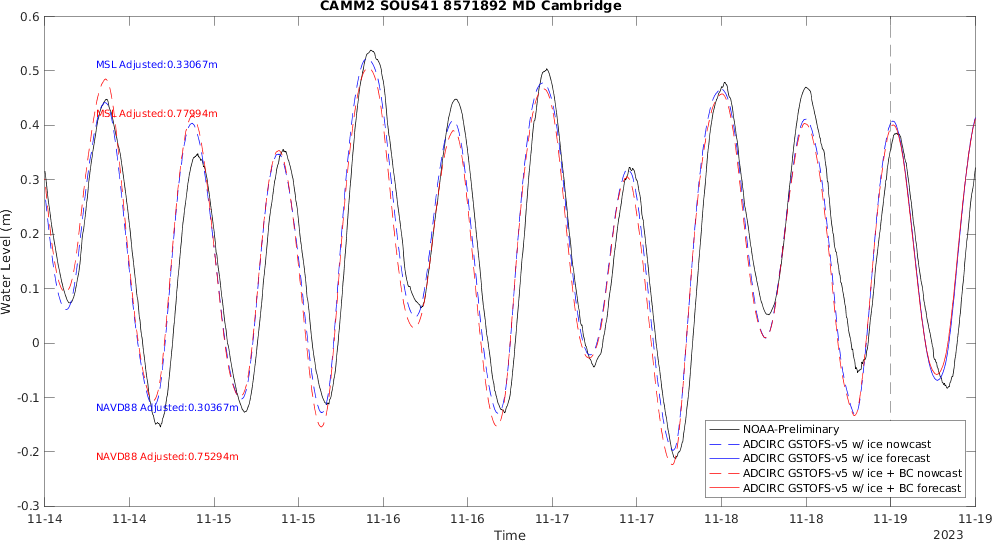 CAMM2 SOUS41 8571892 MD Cambridge
0.6
0.5
0.4
0.3
0.2
0.1
0
-0.1
-0.2
-0.3
Water Level (m)
MSL Adjusted:0.33067m
MSL Adjusted:0.77994m
NAVD88 Adjusted:0.30367m
NAVD88 Adjusted:0.75294m
NOAA-Preliminary
ADCIRC GSTOFS-v5 w/ ice nowcast
ADCIRC GSTOFS-v5 w/ ice forecast
ADCIRC GSTOFS-v5 w/ ice + BC nowcast
ADCIRC GSTOFS-v5 w/ ice + BC forecast
11-14 11-14 11-15 11-15 11-16 11-16 11-17 11-17 11-18 11-18 11-19 11-19
Time
2023